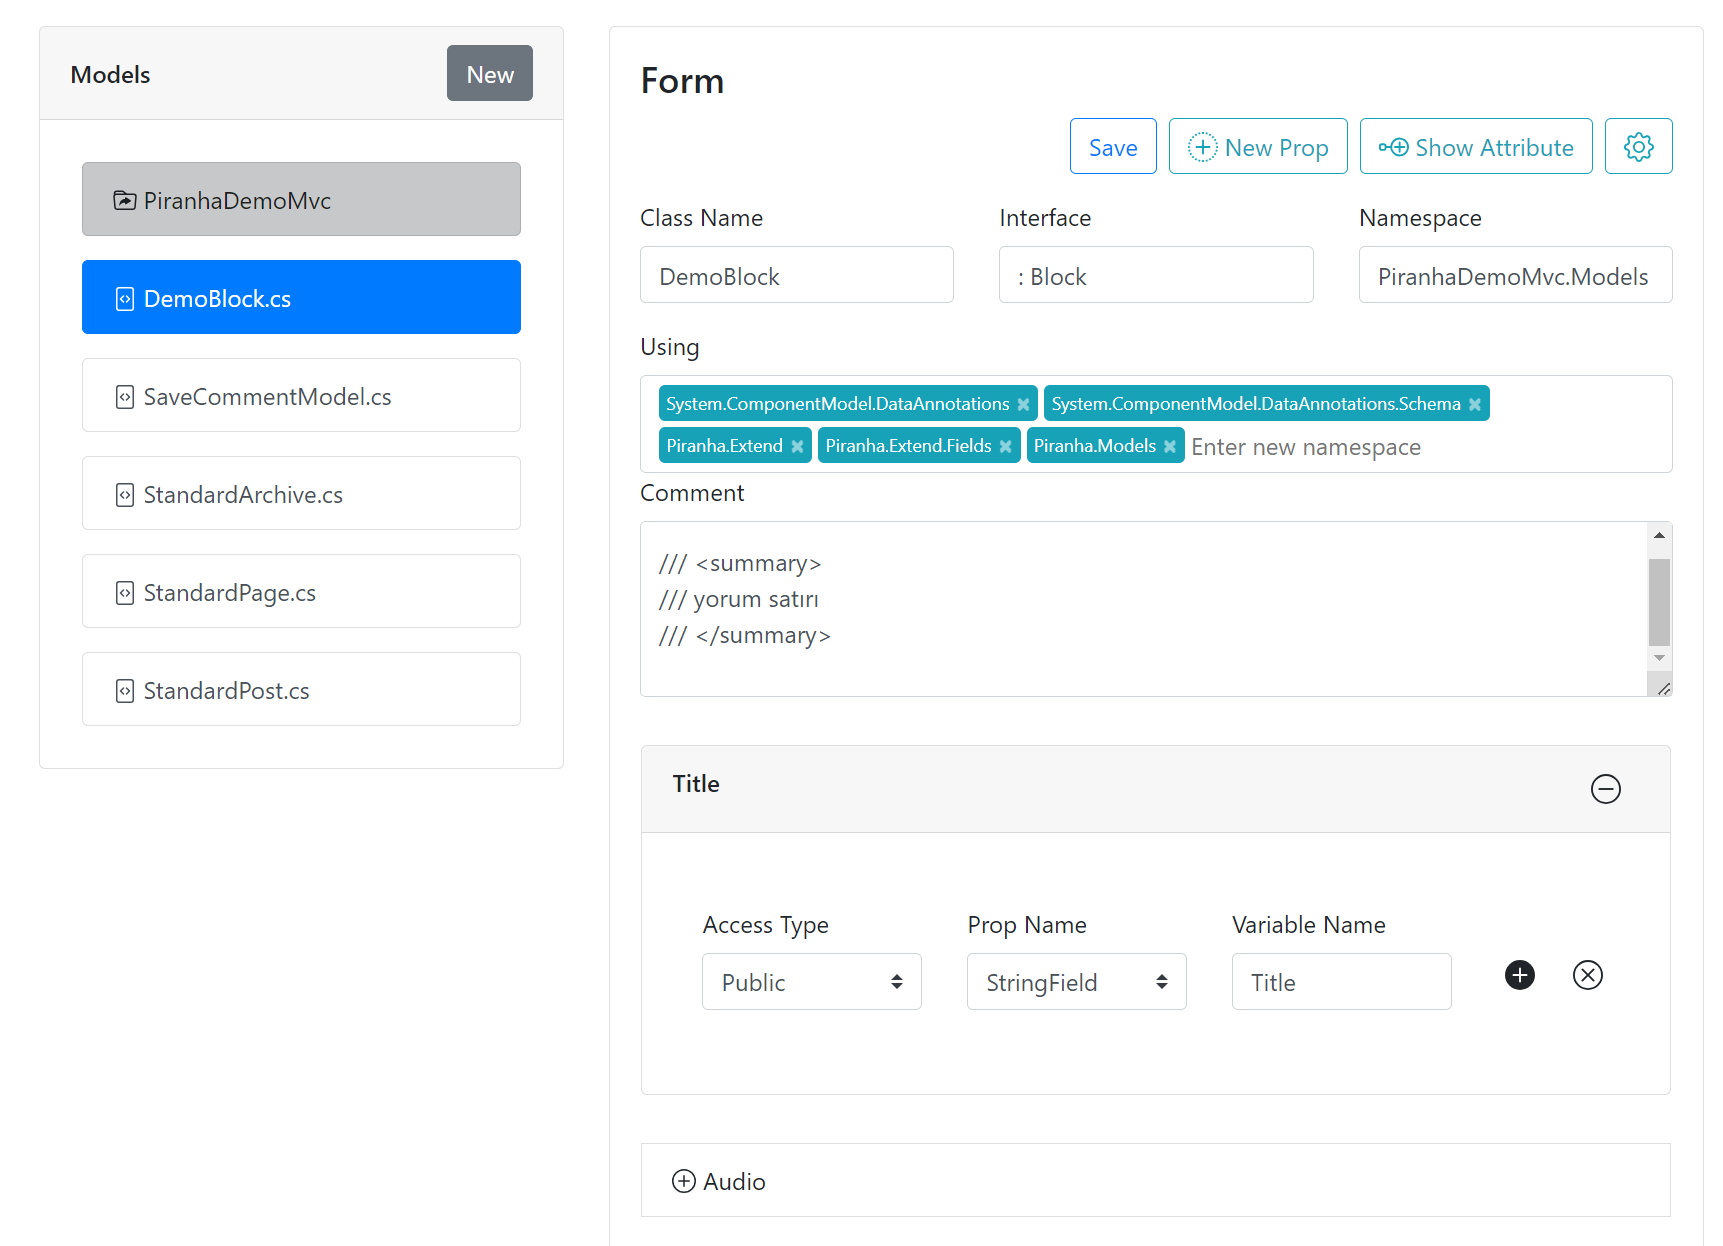 Models
New
PiranhaDemoMvc
DemoBlock.cs
SaveCommentModel.cs
StandardArchive.cs
StandardPage.cs
StandardPost.cs
Form
Save
New Prop
Show Attribute
Class Name
Interface
Namespace
DemoBlock
: Block
PiranhaDemoMvc.Models
Using
System.ComponentModel.DataAnnotations
System.ComponentModel.DataAnnotations.Schema
Piranha.Extend
Piranha.Extend.Fields
Piranha.Models
Enter new namespace
Comment
/// <summary>
/// yorum satırı
/// </summary>
Title
Access Type
Prop Name
Variable Name
Public
StringField
Title
Audio